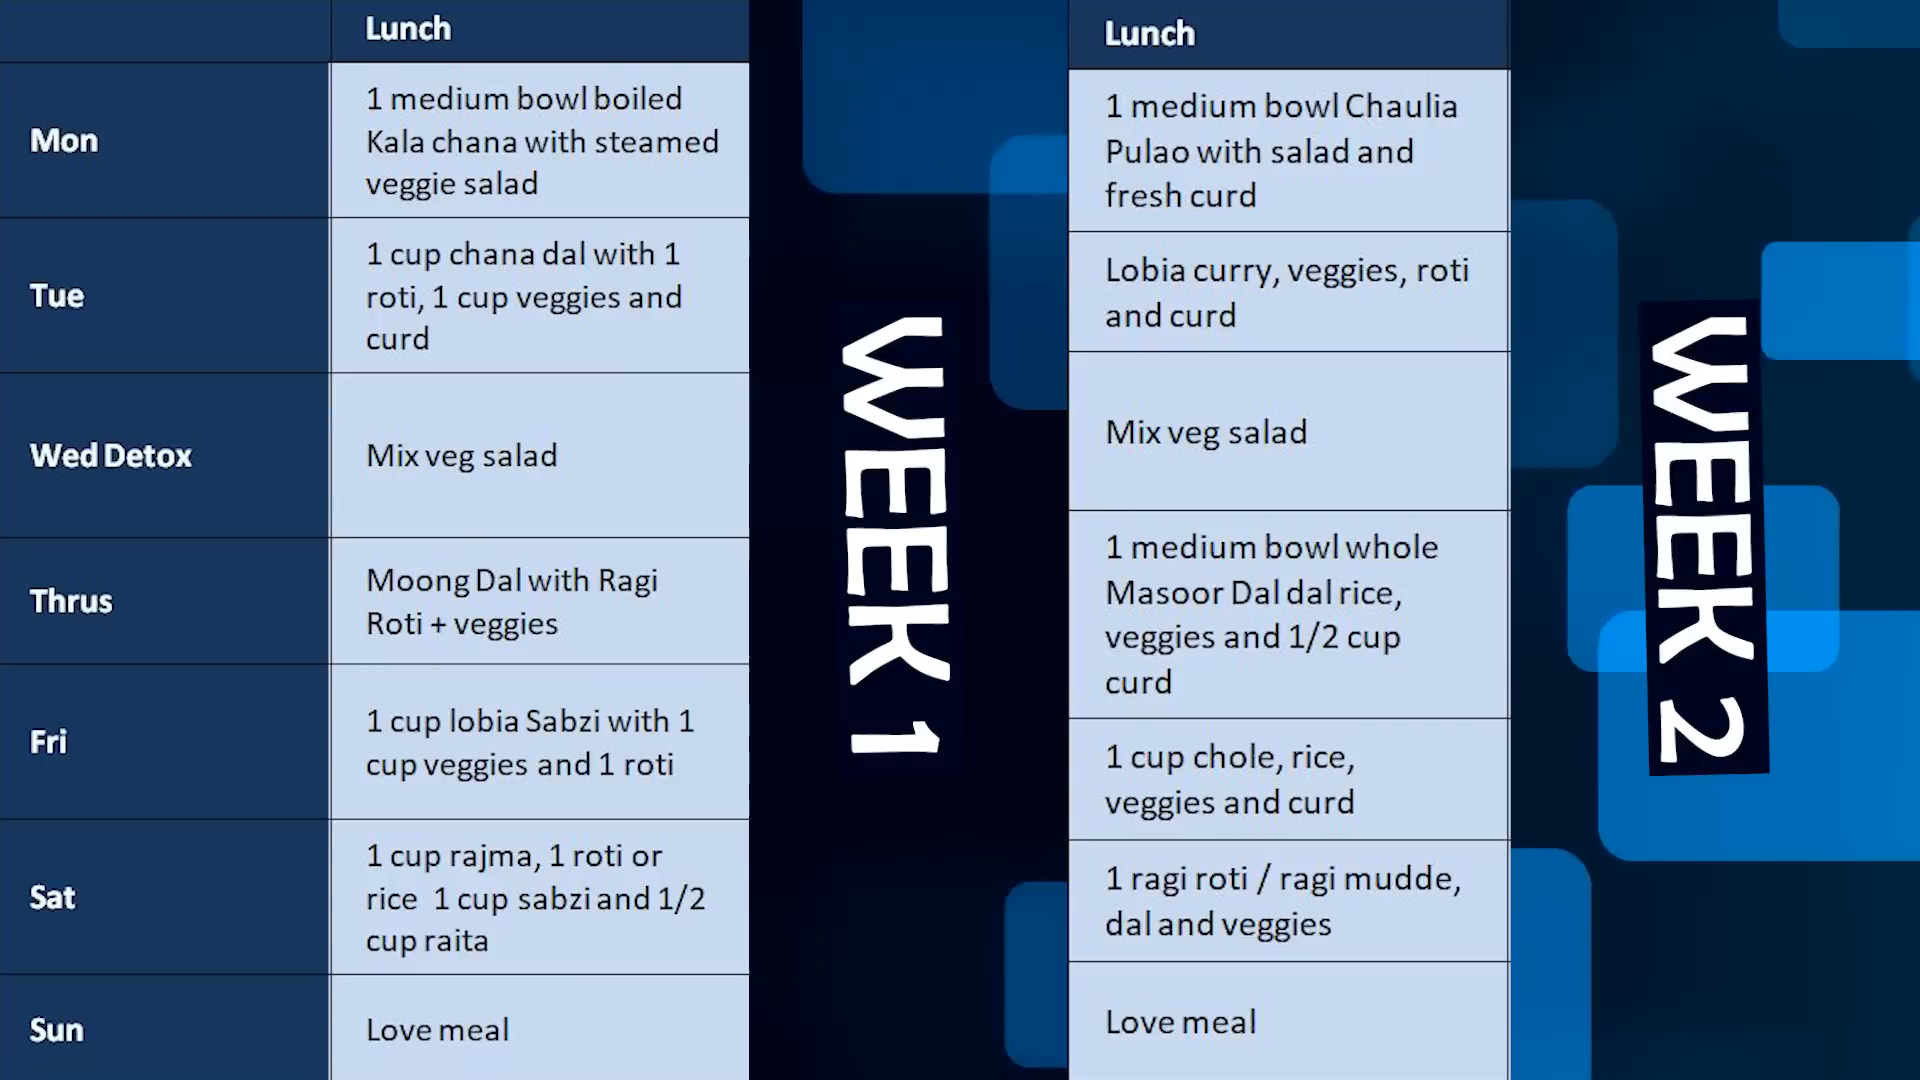 Lunch
Mon
1 medium bowl boiled
Kala chana with steamed
veggie salad
Tue
1 cup chana dal with 1
roti, 1 cup veggies and
curd
Wed Detox
Mix veg salad
Thrus
Moong Dal with Ragi
Roti + veggies
Fri
1 cup lobia Sabzi with 1
cup veggies and 1 roti
Sat
1 cup rajma, 1 roti or
rice 1 cup sabzi and 1/2
cup raita
Sun
Love meal
WEEK 1
Lunch
1 medium bowl Chaulia
Pulao with salad and
fresh curd
Lobia curry, veggies, roti
and curd
Mix veg salad
1 medium bowl whole
Masoor Dal dal rice,
veggies and 1/2 cup
curd
1 cup chole, rice,
veggies and curd
1 ragi roti / ragi mudde,
dal and veggies
Love meal
WEEK 2